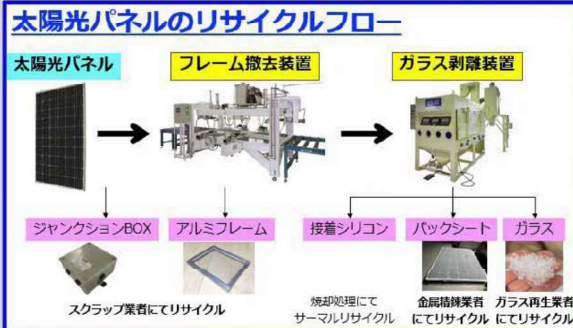 太陽光パネルのリサイクルフロー
太陽光パネル
フレーム撤去装置
ガラス剥離装置
ジャンクションBOX
アルミフレーム
接着シリコン
バックシート
ガラス
スクラップ業者にてリサイクル
焼却処理にて
サーマルリサイクル
金属精錬業者
にてリサイクル
ガラス再生業者
にてリサイクル